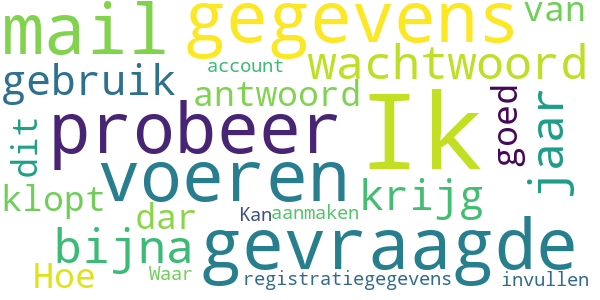 mail gegevens van
gebruik account wachtwoord
antwoord
dit probeer Ik goed jaar
voeren
klopt krijg
dar Kan aanmaken
bijna gevraagde
Hoe Waar registratiegegevens invullen